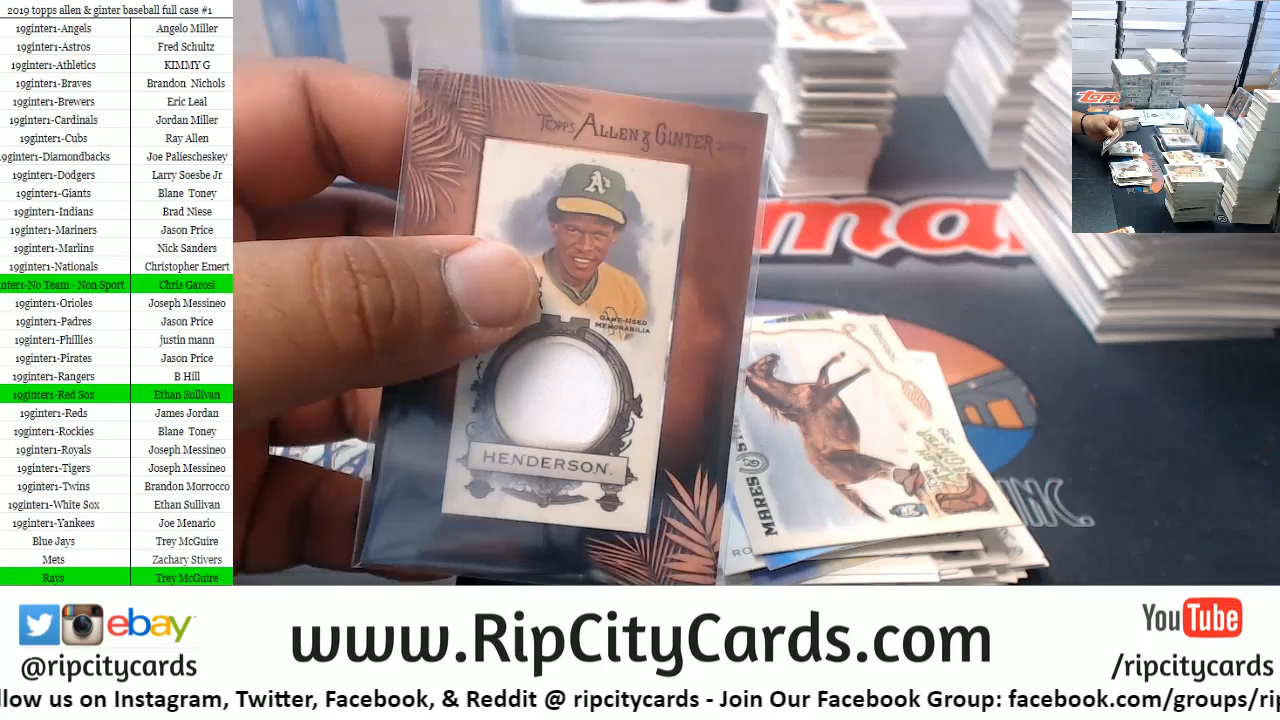 2019 topps allen & ginter baseball full case #1
19ginter1-Angels Angelo Miller
19ginter1-Astros Fred Schultz
19ginter1-Athletics KIMMY G
19ginter1-Braves Brandon Nichols
19ginter1-Brewers Eric Leal
19ginter1-Cardinals Jordan Miller
19ginter1-Cubs Ray Allen
9ginter1-Diamondbacks Joe Paliescheskey
19ginter1-Dodgers Larry Soesbe Jr
19ginter1-Giants Blane Toney
19ginter1-Indians Brad Niese
19ginter1-Mariners Jason Price
19ginter1-Marlins Nick Sanders
19ginter1-Nationals Christopher Emert
inter1-No Team - Non Sport Chris Garosi
19ginter1-Orioles Joseph Messineo
19ginter1-Padres Jason Price
19ginter1-Phillies justin mann
19ginter1-Pirates Jason Price
19ginter1-Rangers B Hill
19ginter1-Red Sox Ethan Sullivan
19ginter1-Reds James Jordan
19ginter1-Rockies Blane Toney
19ginter1-Royals Joseph Messineo
19ginter1-Tigers Joseph Messineo
19ginter1-Twins Brandon Morrocco
19ginter1-White Sox Ethan Sullivan
19ginter1-Yankees Joe Menario
Blue Jays Trey McGuire
Mets Zachary Stivers
Rays Trey McGuire
TOPPS ALLEN & GINTER
A's
GAME-USED
MEMORABILIA
HENDERSON.
MARES &
RO
ma
INC.
Topps
ebay
@ripcitycards
www.RipCityCards.com
YouTube
/ripcitycards
llow us on Instagram, Twitter, Facebook, & Reddit @ ripcitycards - Join Our Facebook Group: facebook.com/groups/rip